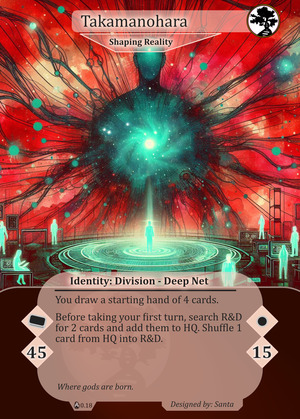 Takamanohara
Shaping Reality
Identity: Division - Deep Net
You draw a starting hand of 4 cards.
Before taking your first turn, search R&D
for 2 cards and add them to HQ. Shuffle 1
card from HQ into R&D.
45
15
Where gods are born.
0.18
Designed by: Santa